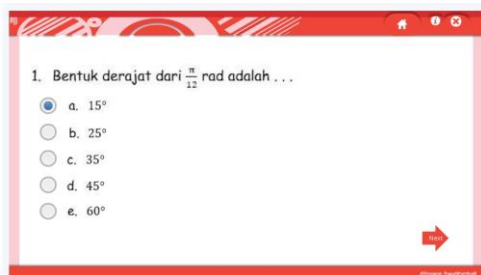 1. Bentuk derajat dari π/12 rad adalah . . .
a. 15°
b. 25°
c. 35°
d. 45°
e. 60°
Next